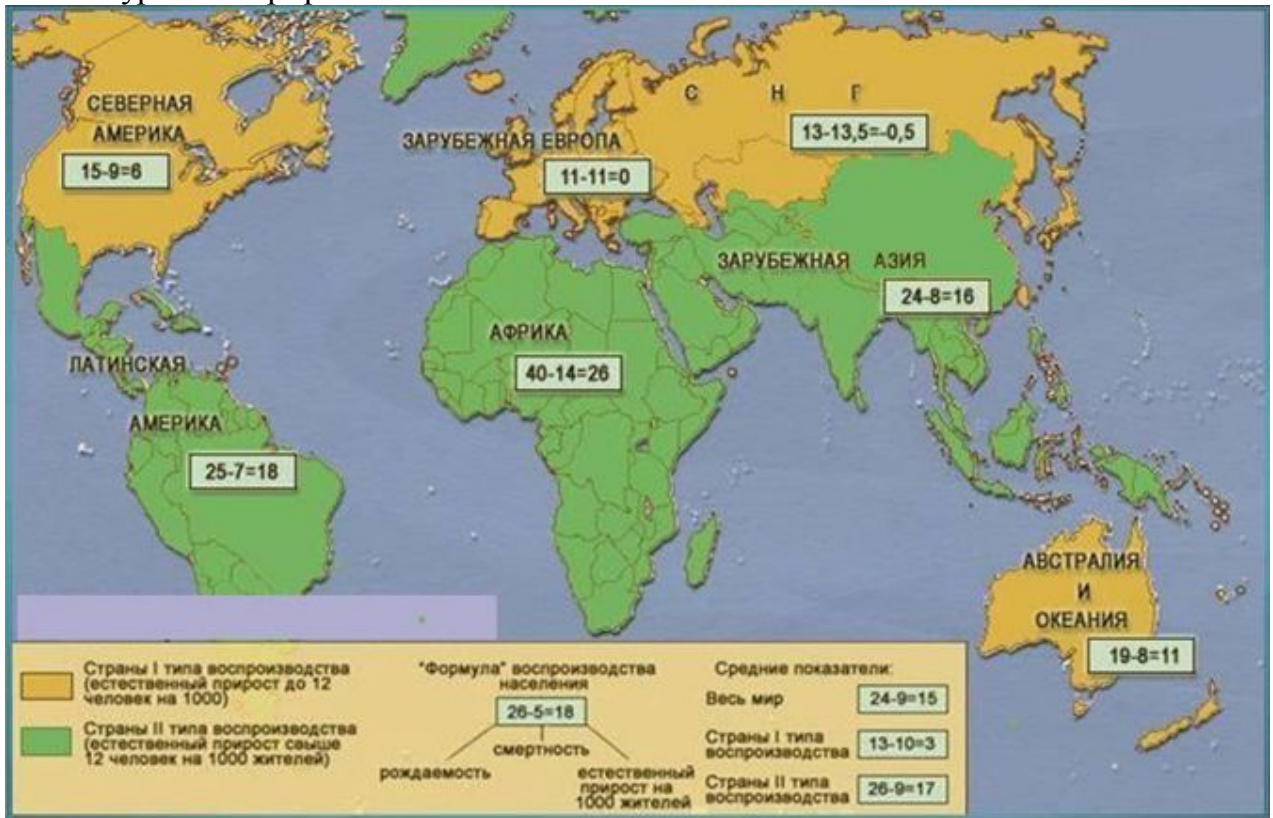 СЕВЕРНАЯ
АМЕРИКА
15-9=6
ЗАРУБЕЖНАЯ ЕВРОПА
11-11=0
С Н Г
13-13,5=-0,5
ЗАРУБЕЖНАЯ АЗИЯ
24-8=16
АФРИКА
40-14=26
ЛАТИНСКАЯ
АМЕРИКА
25-7=18
АВСТРАЛИЯ
И
ОКЕАНИЯ
19-8=11
Страны I типа воспроизводства
(естественный прирост до 12
человек на 1000)
Страны II типа воспроизводства
(естественный прирост свыше
12 человек на 1000 жителей)
"Формула" воспроизводства
населения
26-5=18
рождаемость
смертность
естественный
прирост на
1000 жителей
Средние показатели:
Весь мир
24-9=15
Страны I типа
воспроизводства
13-10=3
Страны II типа
воспроизводства
26-9=17